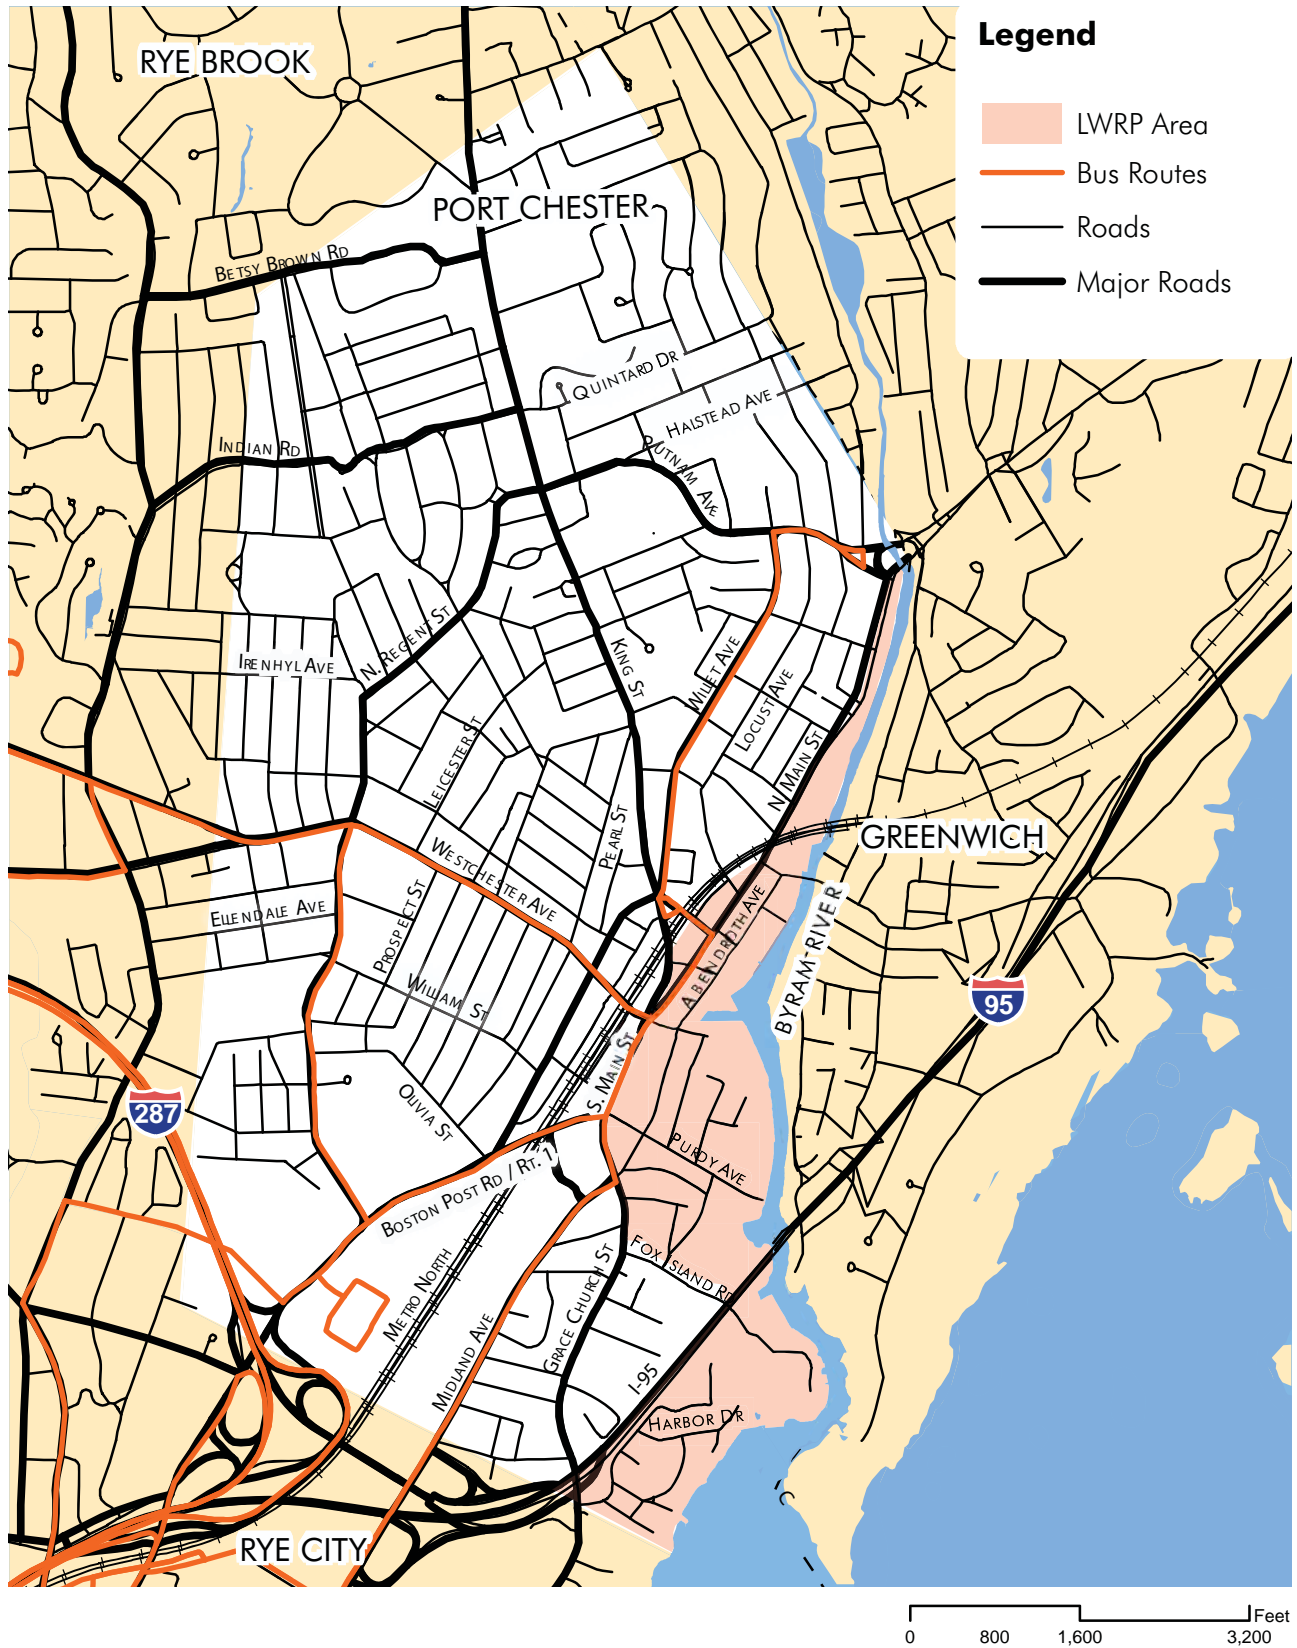 Legend
LWRP Area
Bus Routes
Roads
Major Roads
RYE BROOK
PORT CHESTER
BETSY BROWN RD
QUINTARD DR
HALSTEAD AVE
PUTNAM AVE
INDIAN RD
N. REGENT ST
IRENHYL AVE
KING ST
WILLET AVE
LOCUST AVE
N. MAIN ST
LEICESTER ST
PEARL ST
GREENWICH
WESTCHESTER AVE
ELLENDALE AVE
PROSPECT ST
ABENDROTH AVE
BYRAM RIVER
WILLIAM ST
95
S. MAIN ST
287
OLIVIA ST
PURDY AVE
BOSTON POST RD / RT. 1
FOX ISLAND RD
METRO NORTH
GRACE CHURCH ST
MIDLAND AVE
I-95
HARBOR DR
RYE CITY
Feet
0 800 1,600 3,200